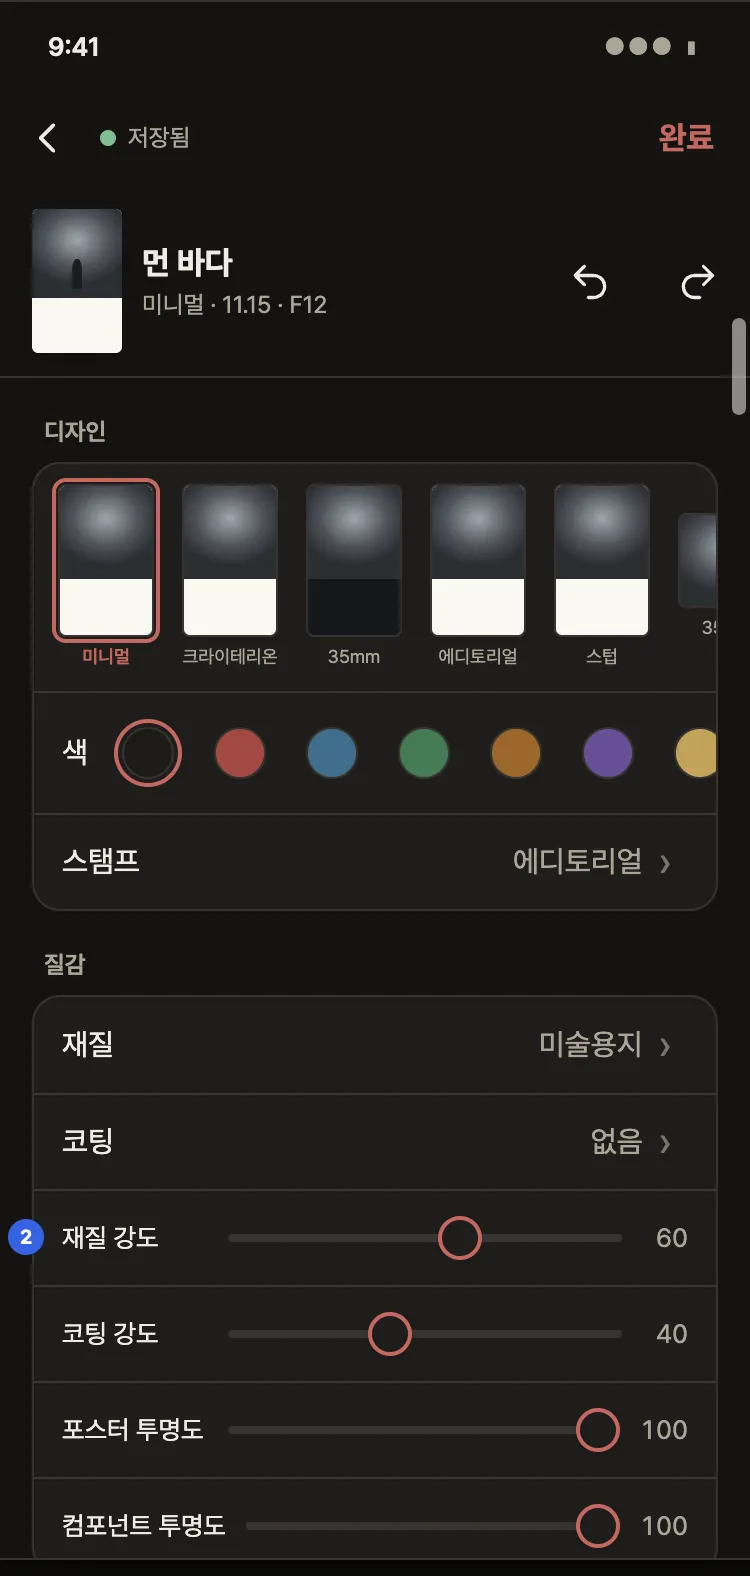 9:41
저장됨
완료
먼 바다
미니멀 · 11.15 · F12
디자인
미니멀
크라이테리온
35mm
에디토리얼
스텁
색
스탬프
에디토리얼
질감
재질
미술용지
코팅
없음
2
재질 강도
60
코팅 강도
40
포스터 투명도
100
컴포넌트 투명도
100